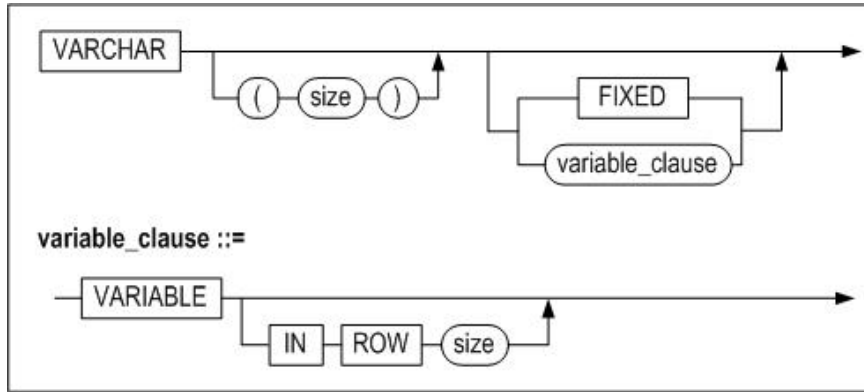 VARCHAR
( size )
FIXED
variable_clause
variable_clause ::=
VARIABLE
IN ROW size